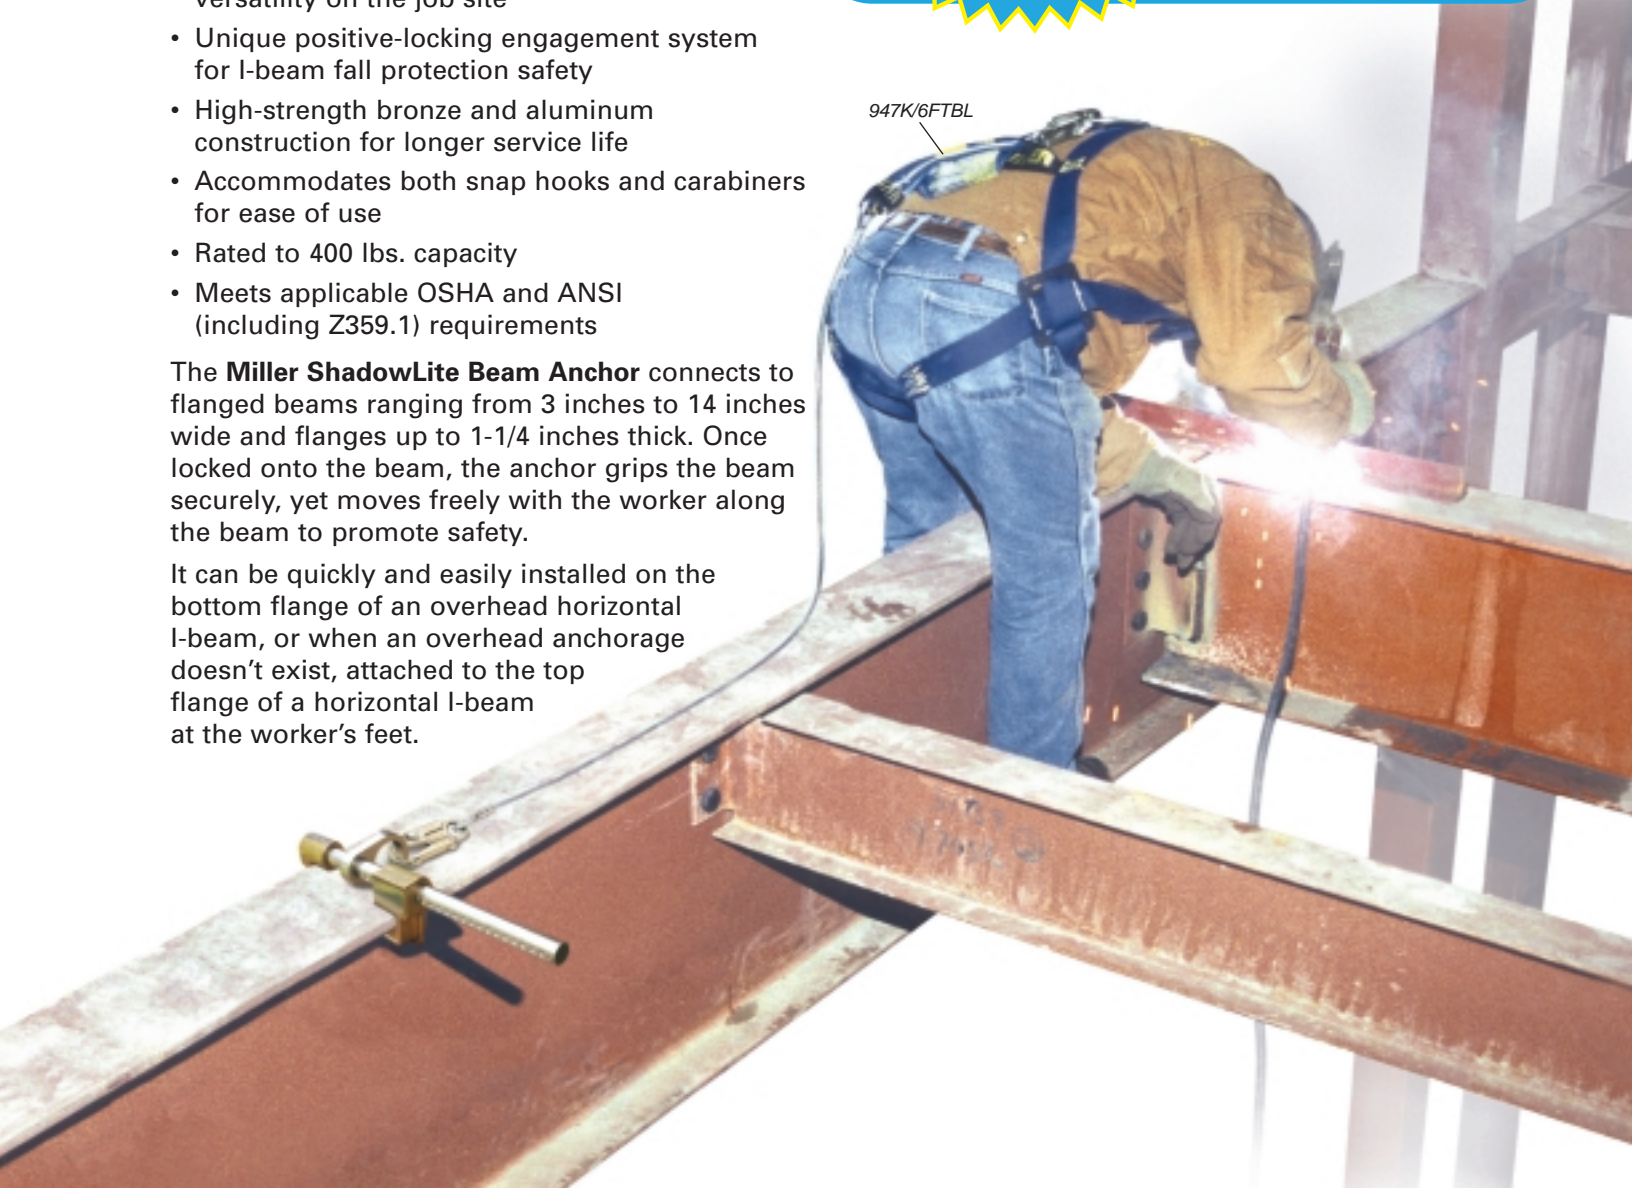 versatility on the job site
• Unique positive-locking engagement system
for I-beam fall protection safety
• High-strength bronze and aluminum
construction for longer service life
• Accommodates both snap hooks and carabiners
for ease of use
• Rated to 400 lbs. capacity
• Meets applicable OSHA and ANSI
(including Z359.1) requirements
The Miller ShadowLite Beam Anchor connects to
flanged beams ranging from 3 inches to 14 inches
wide and flanges up to 1-1/4 inches thick. Once
locked onto the beam, the anchor grips the beam
securely, yet moves freely with the worker along
the beam to promote safety.
It can be quickly and easily installed on the
bottom flange of an overhead horizontal
I-beam, or when an overhead anchorage
doesn't exist, attached to the top
flange of a horizontal I-beam
at the worker's feet.
947K/6FTBL